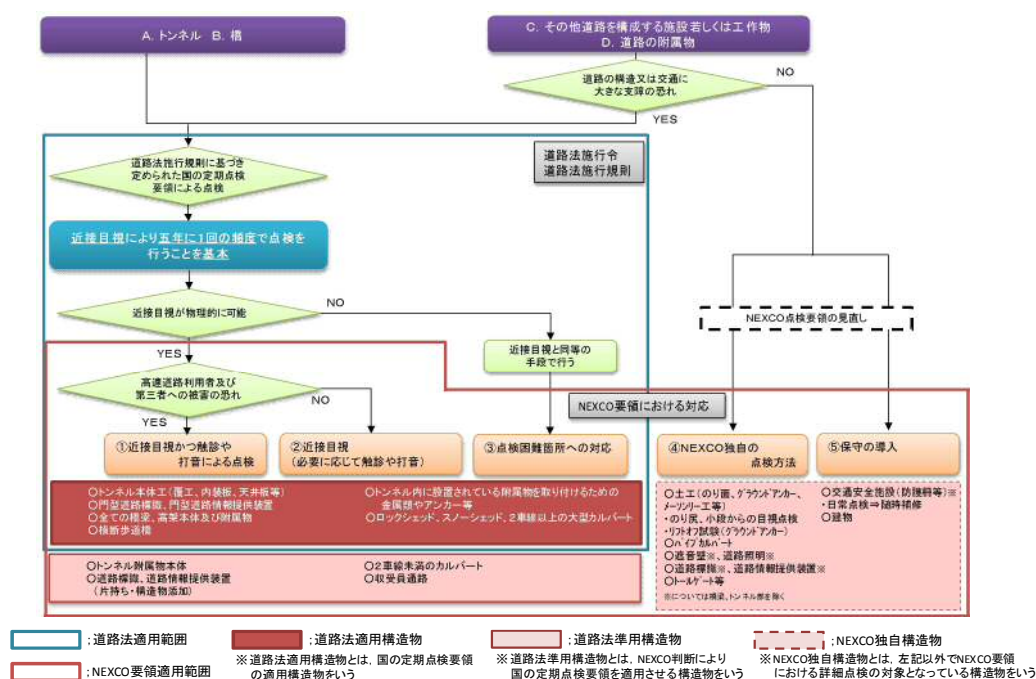 A. トンネル B. 橋
C. その他道路を構成する施設若しくは工作物
D. 道路の附属物
道路の構造又は交通に
大きな支障の恐れ
NO
YES
道路法施行令
道路法施行規則
道路法施行規則に基づき
定められた国の定期点検
要領による点検
近接目視により五年に1回の頻度で点検を
行うことを基本
近接目視が物理的に可能
NO
YES
NEXCO点検要領の見直し
近接目視と同等の
手段で行う
高速道路利用者及び
第三者への被害の恐れ
NO
YES
NEXCO要領における対応
①近接目視かつ触診や
打音による点検
②近接目視
(必要に応じて触診や打音)
③点検困難箇所への対応
④NEXCO独自の
点検方法
⑤保守の導入
○トンネル本体工(覆工、内装板、天井板等)
○門型道路標識、門型道路情報提供装置
○全ての橋梁、高架本体及び附属物
○横断歩道橋
○トンネル内に設置されている附属物を取り付けるための
金属類やアンカー等
○ロックシェッド、スノーシェッド、2車線以上の大型カルバート
○トンネル附属物本体
○道路標識、道路情報提供装置
(片持ち・構造物添加)
○2車線未満のカルバート
○収受員通路
○土工(のり面、グラウンドアンカー、
メーソンリー工等)
・のり尻、小段からの目視点検
・リフトオフ試験(グラウンドアンカー)
○パイプカルバート
○遮音壁※、道路照明※
○道路標識※、道路情報提供装置※
○トールゲート等
※については橋梁、トンネル部を除く
○交通安全施設(防護柵等)※
・日常点検⇒随時補修
○建物
;道路法適用範囲
;道路法適用構造物
;道路法準用構造物
;NEXCO独自構造物
;NEXCO要領適用範囲
※道路法適用構造物とは、国の定期点検要領
の適用構造物をいう
※道路法準用構造物とは、NEXCO判断により
国の定期点検要領を適用させる構造物をいう
※NEXCO独自構造物とは、左記以外でNEXCO要領
における詳細点検の対象となっている構造物をいう